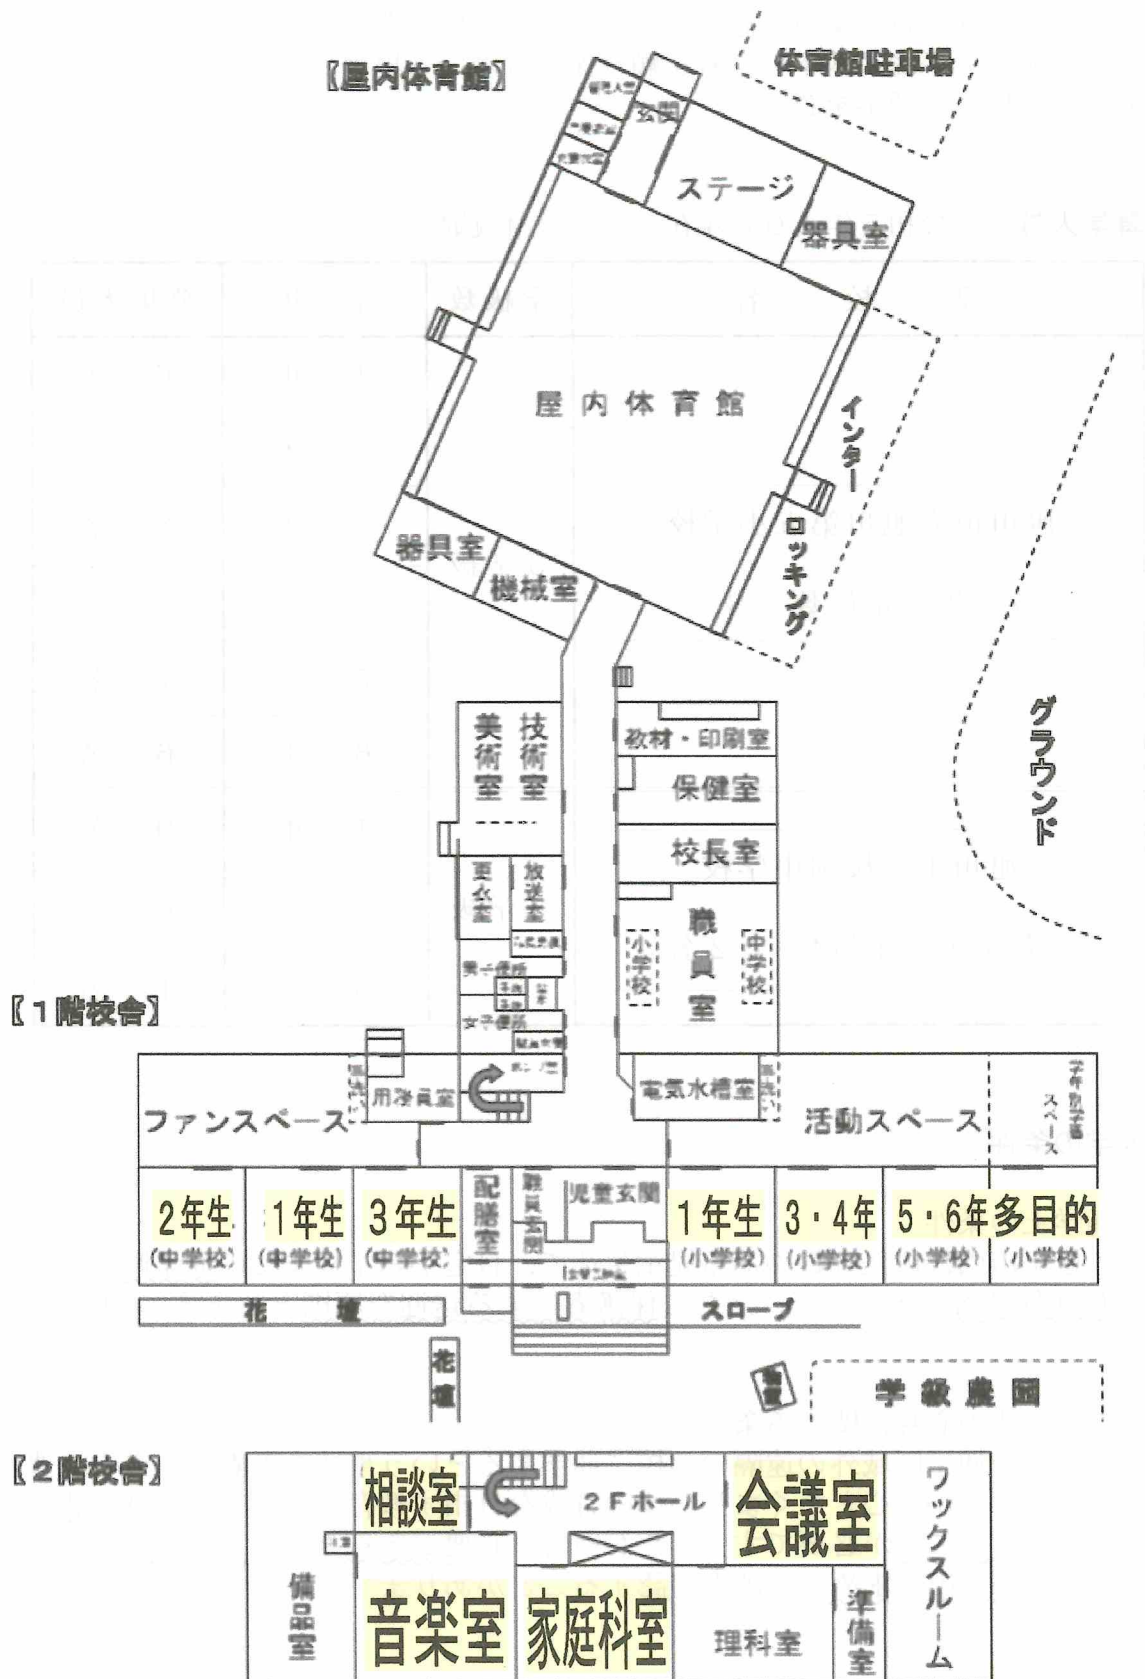 体育館駐車場
【屋内体育館】
玄関
ステージ
器具室
屋内体育館
インター
ロッキング
器具室
機械室
グラウンド
美術室
技術室
教材・印刷室
保健室
校長室
更衣室
放送室
職員室
小学校
中学校
男子便所
女子便所
【1階校舎】
用務員室
電気水槽室
ファンスペース
活動スペース
学年別学習
スペース
2年生
(中学校)
1年生
(中学校)
3年生
(中学校)
配膳室
職員玄関
児童玄関
1年生
(小学校)
3・4年
(小学校)
5・6年
(小学校)
多目的
(小学校)
花壇
スロープ
花壇
学級農園
【2階校舎】
相談室
2Fホール
会議室
ワックスルーム
備品室
音楽室
家庭科室
理科室
準備室